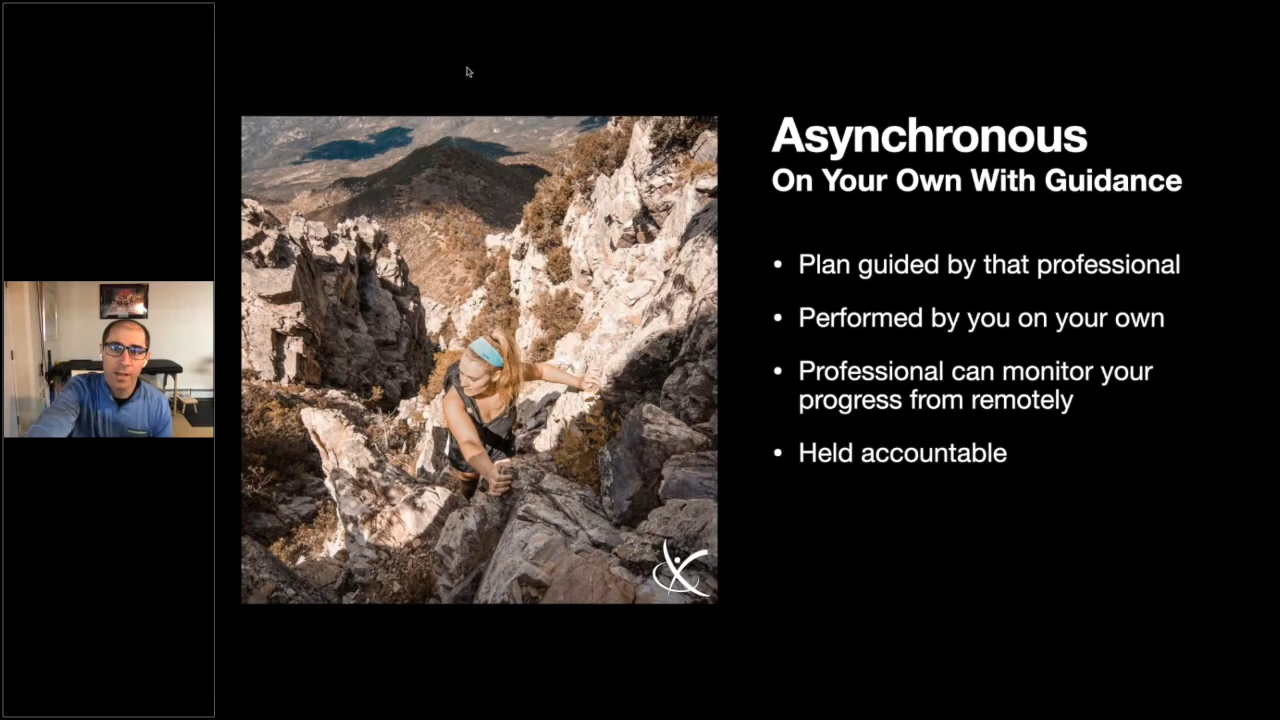 Asynchronous
On Your Own With Guidance
• Plan guided by that professional
• Performed by you on your own
• Professional can monitor your
progress from remotely
• Held accountable